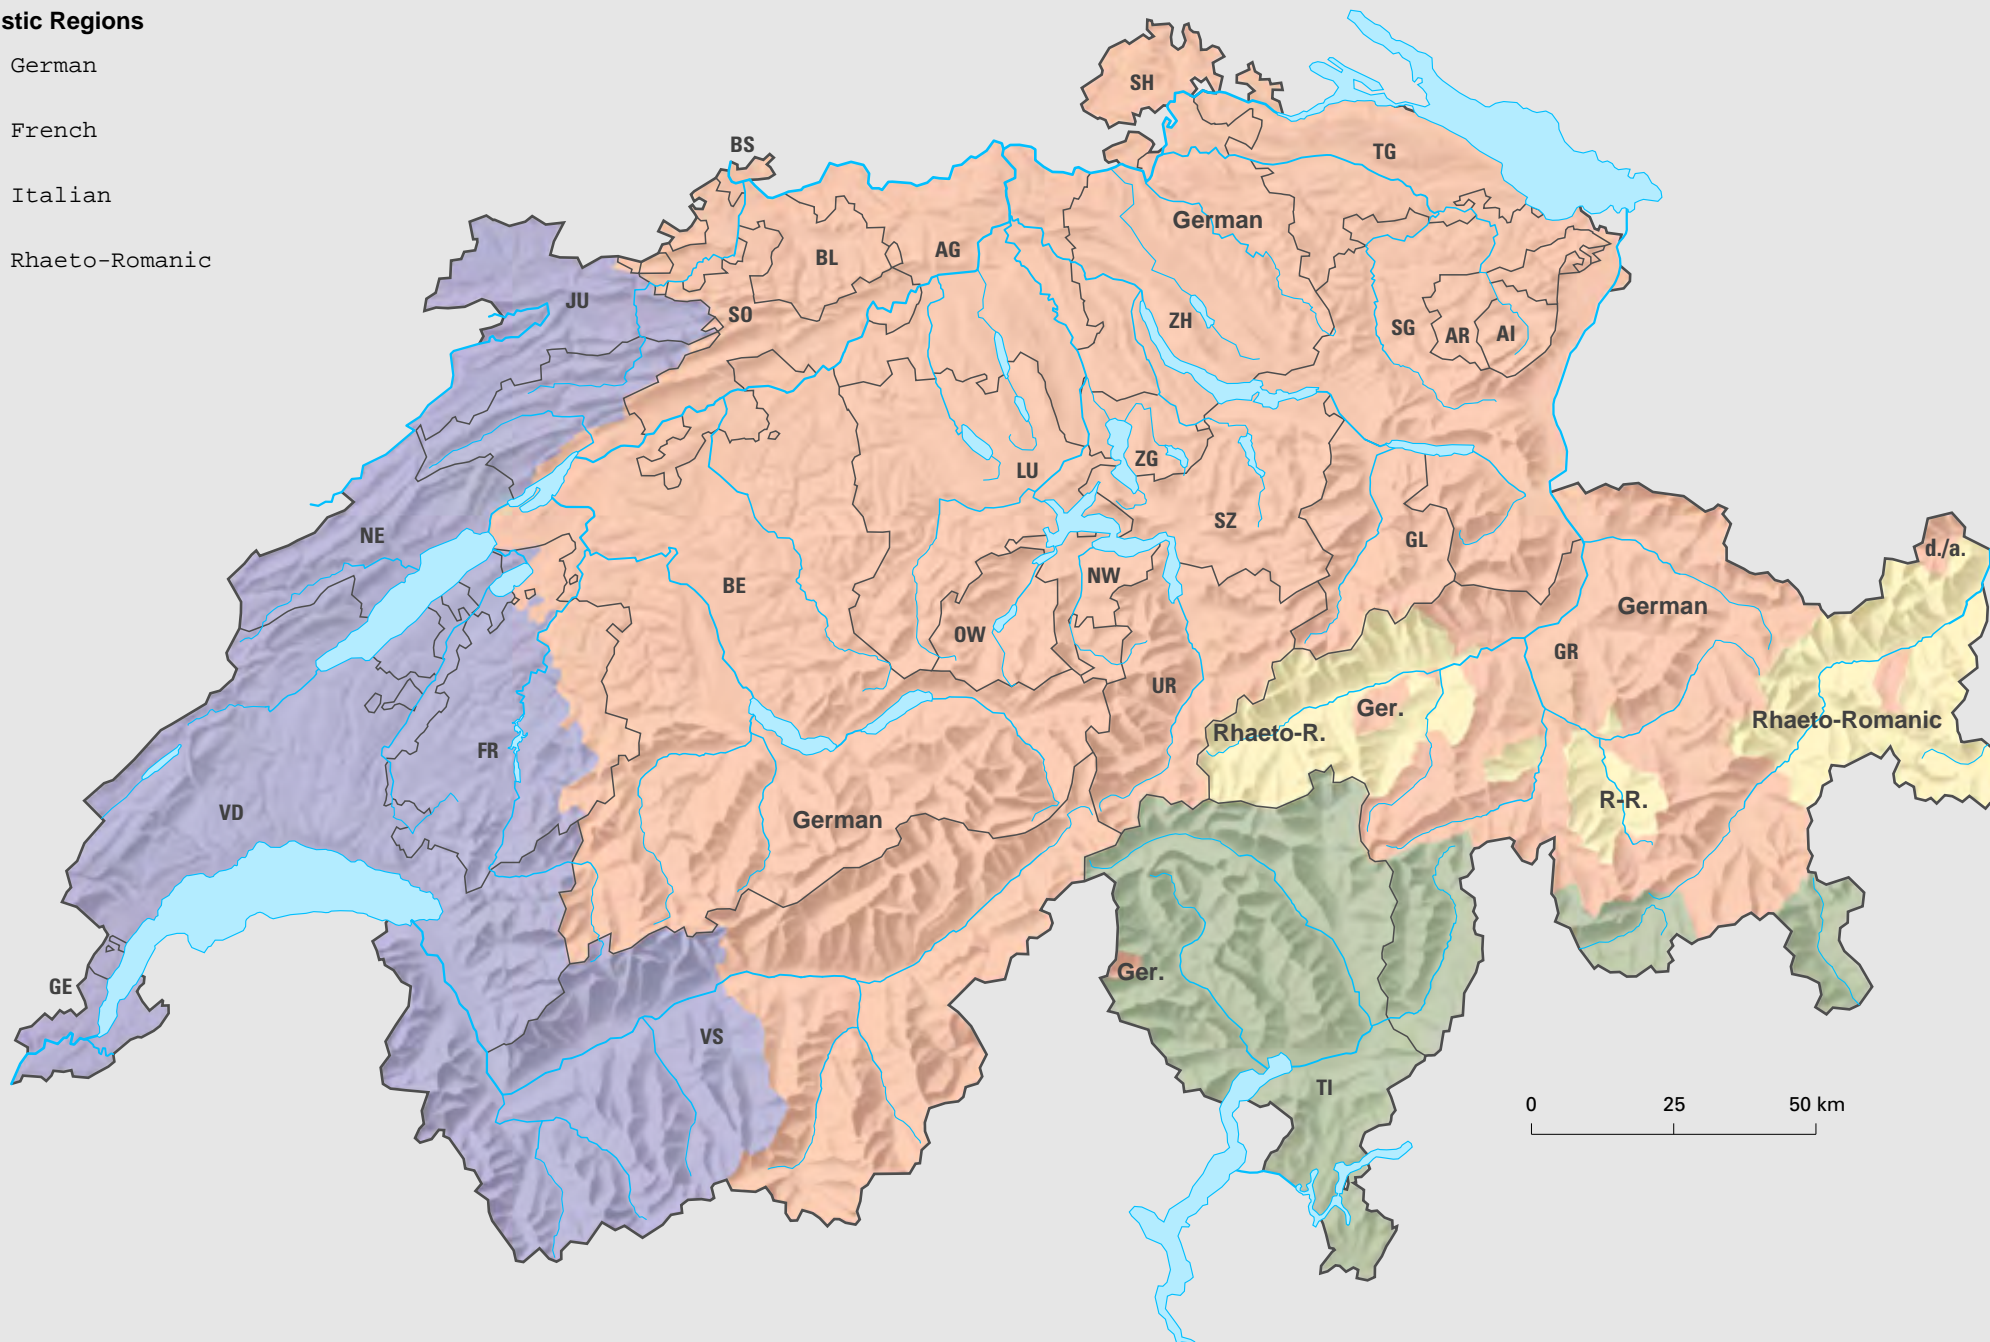 stic Regions
German
French
Italian
Rhaeto-Romanic
SH
BS
TG
German
JU
BL
AG
SO
ZH
SG
AR
AI
LU
ZG
NE
SZ
GL
d./a.
BE
NW
German
OW
GR
UR
Ger.
Rhaeto-R.
Rhaeto-Romanic
FR
R-R.
VD
German
Ger.
GE
VS
TI
0 25 50 km